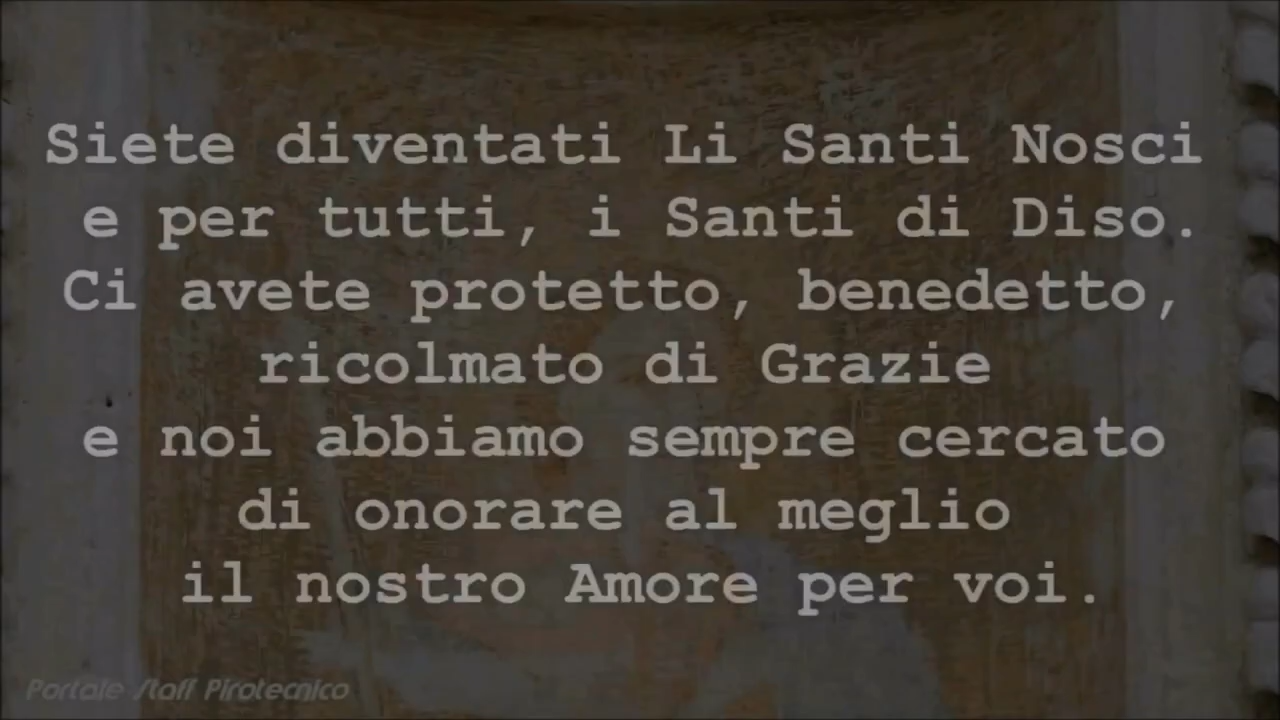 Siete diventati Li Santi Nosci
e per tutti, i Santi di Diso.
Ci avete protetto, benedetto,
ricolmato di Grazie
e noi abbiamo sempre cercato
di onorare al meglio
il nostro Amore per voi.
Portale Staff Pirotecnico